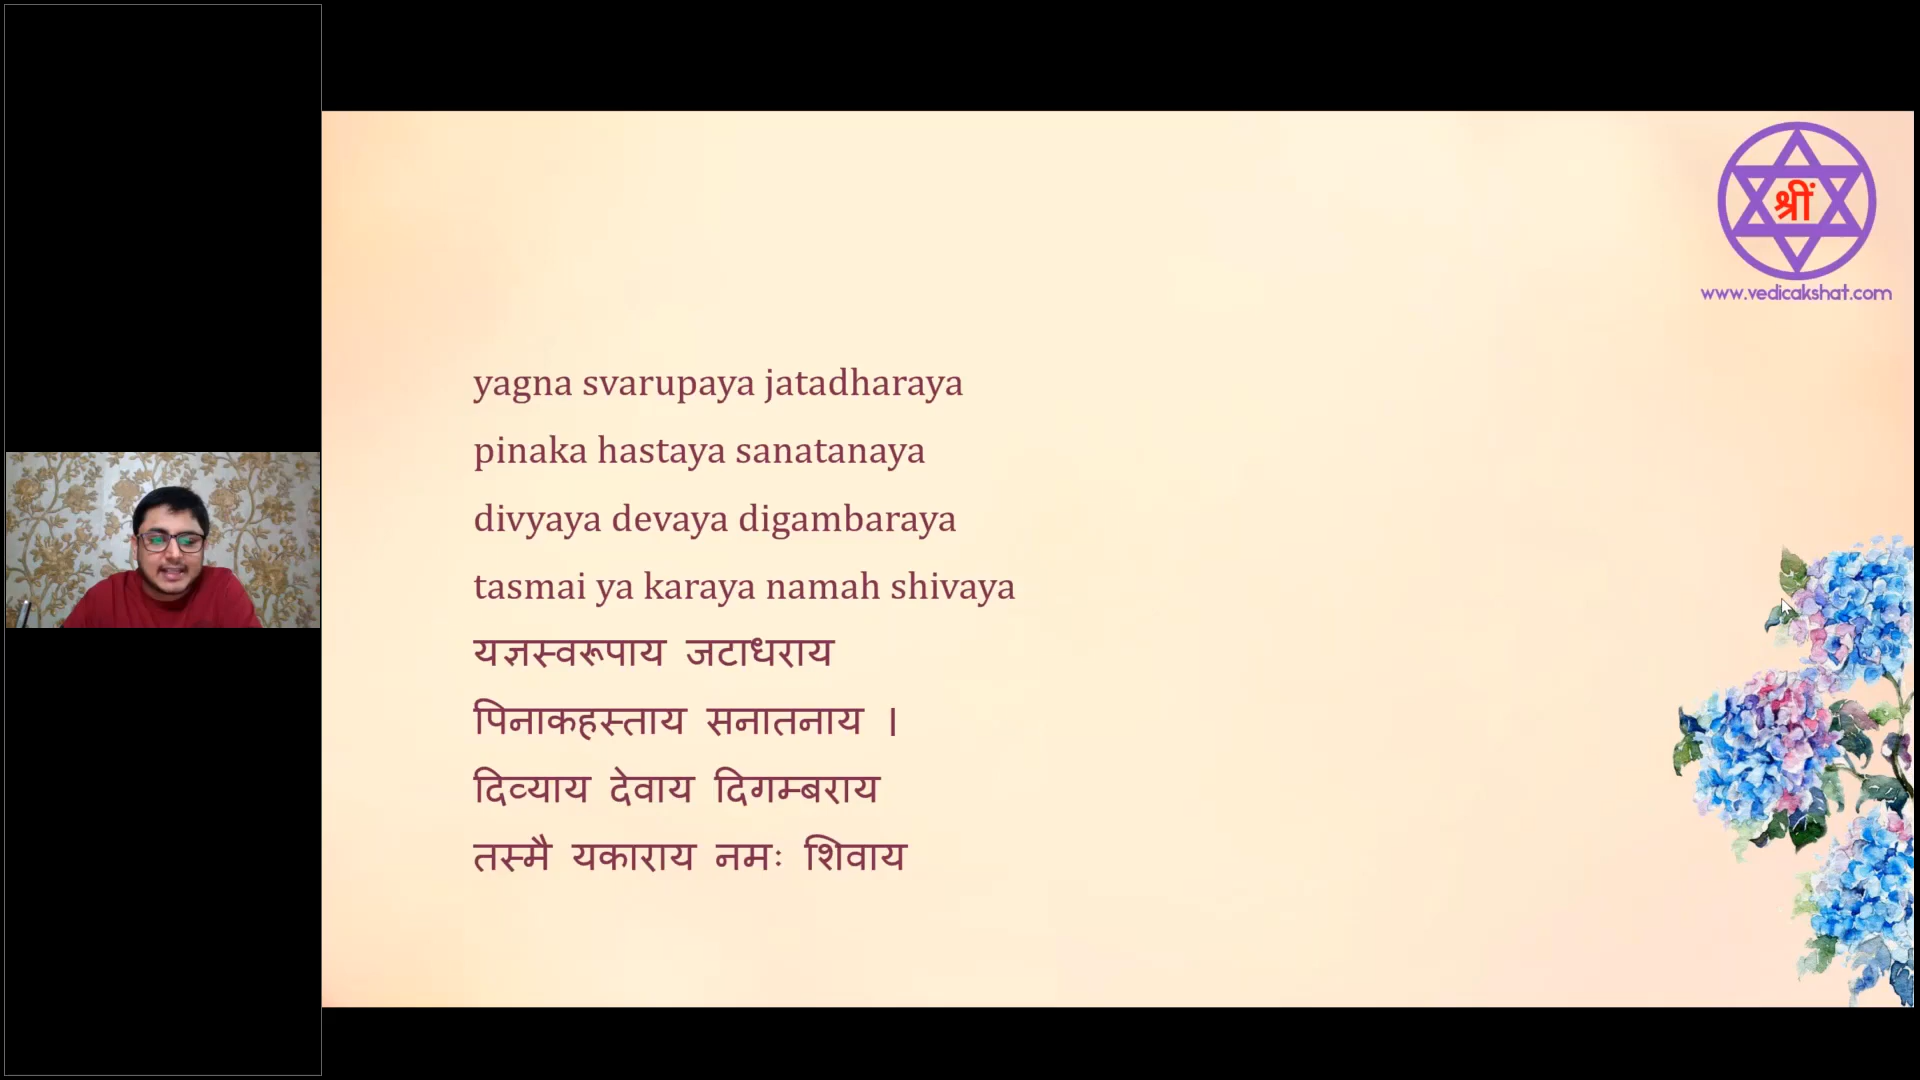 श्रीं
www.vedicakshat.com
yagna svarupaya jatadharaya
pinaka hastaya sanatanaya
divyaya devaya digambaraya
tasmai ya karaya namah shivaya
यज्ञस्वरूपाय जटाधराय
पिनाकहस्ताय सनातनाय ।
दिव्याय देवाय दिगम्बराय
तस्मै यकाराय नमः शिवाय